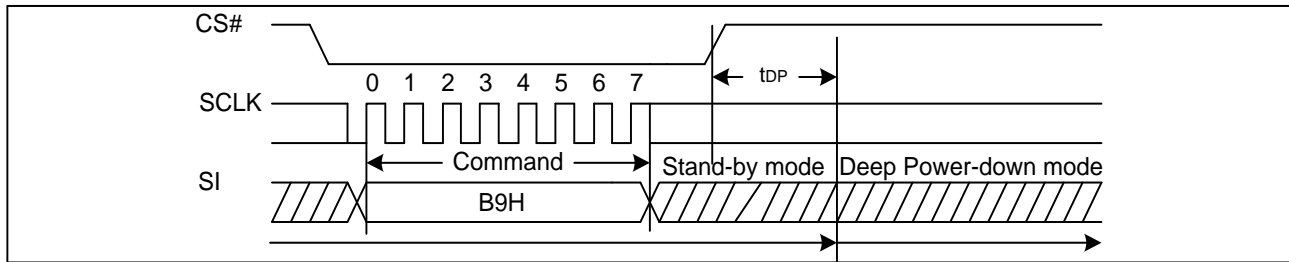 CS#
tDP
0 1 2 3 4 5 6 7
SCLK
Command
Stand-by mode Deep Power-down mode
SI
B9H